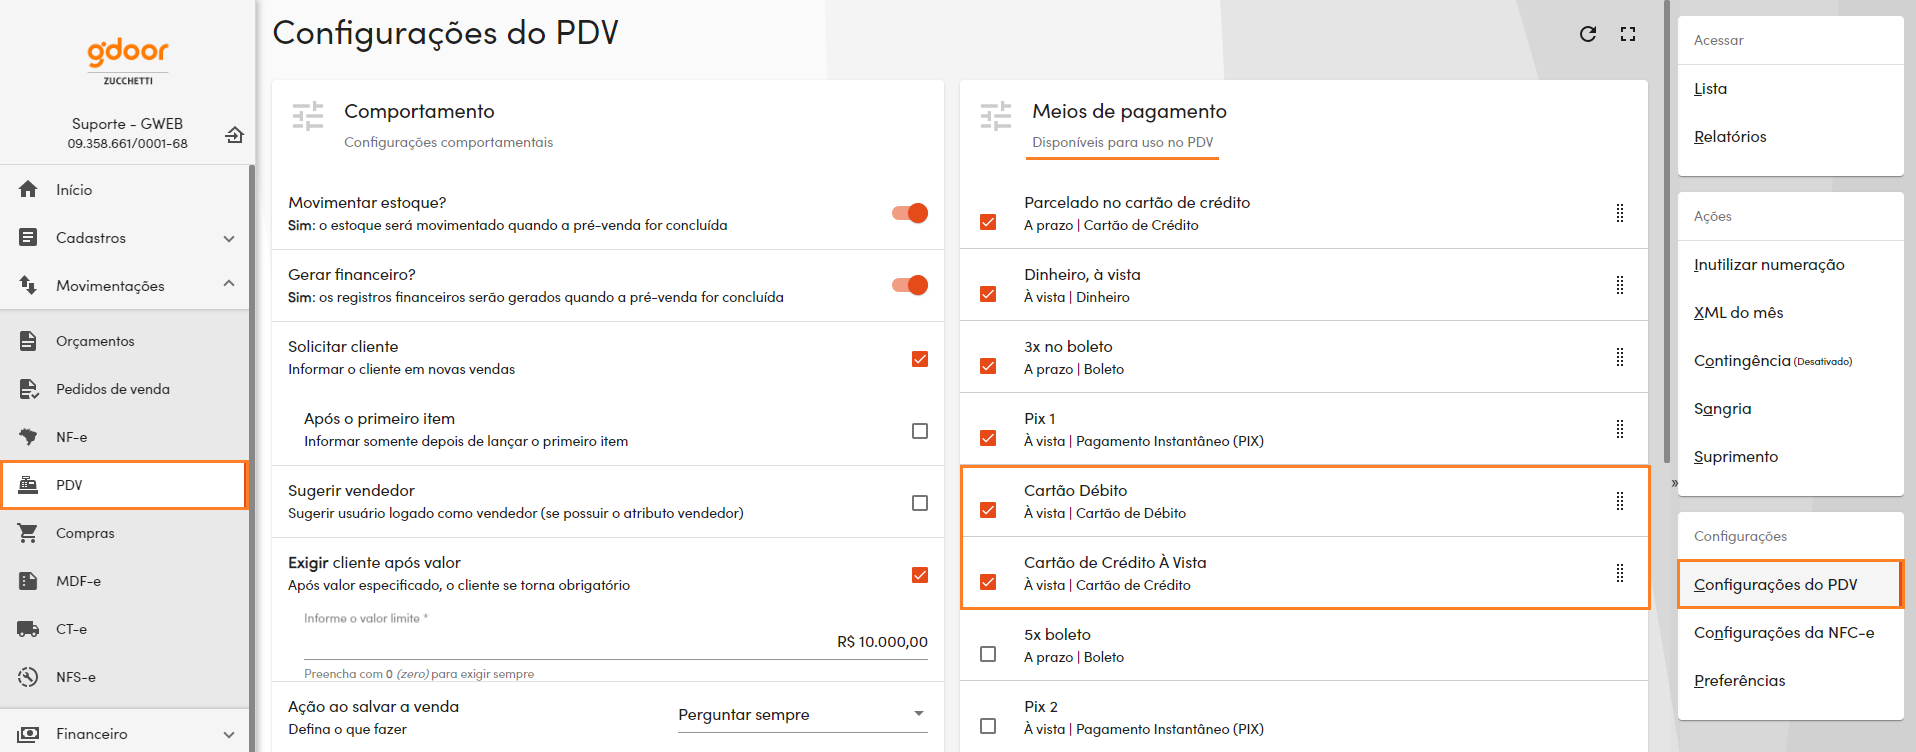 gdoor
ZUCCHETTI
Suporte - GWEB
09.358.661/0001-68
Início
Cadastros
Movimentações
Orçamentos
Pedidos de venda
NF-e
PDV
Compras
MDF-e
CT-e
NFS-e
Financeiro
Configurações do PDV
Comportamento
Configurações comportamentais
Movimentar estoque?
Sim: o estoque será movimentado quando a pré-venda for concluída
Gerar financeiro?
Sim: os registros financeiros serão gerados quando a pré-venda for concluída
Solicitar cliente
Informar o cliente em novas vendas
Após o primeiro item
Informar somente depois de lançar o primeiro item
Sugerir vendedor
Sugerir usuário logado como vendedor (se possuir o atributo vendedor)
Exigir cliente após valor
Após valor especificado, o cliente se torna obrigatório
Informe o valor limite *
R$ 10.000,00
Preencha com 0 (zero) para exigir sempre
Ação ao salvar a venda
Defina o que fazer
Perguntar sempre
Meios de pagamento
Disponíveis para uso no PDV
Parcelado no cartão de crédito
A prazo | Cartão de Crédito
Dinheiro, à vista
À vista | Dinheiro
3x no boleto
A prazo | Boleto
Pix 1
À vista | Pagamento Instantâneo (PIX)
Cartão Débito
À vista | Cartão de Débito
Cartão de Crédito À Vista
À vista | Cartão de Crédito
5x boleto
A prazo | Boleto
Pix 2
À vista | Pagamento Instantâneo (PIX)
»
Acessar
Lista
Relatórios
Ações
Inutilizar numeração
XML do mês
Contingência (Desativado)
Sangria
Suprimento
Configurações
Configurações do PDV
Configurações da NFC-e
Preferências